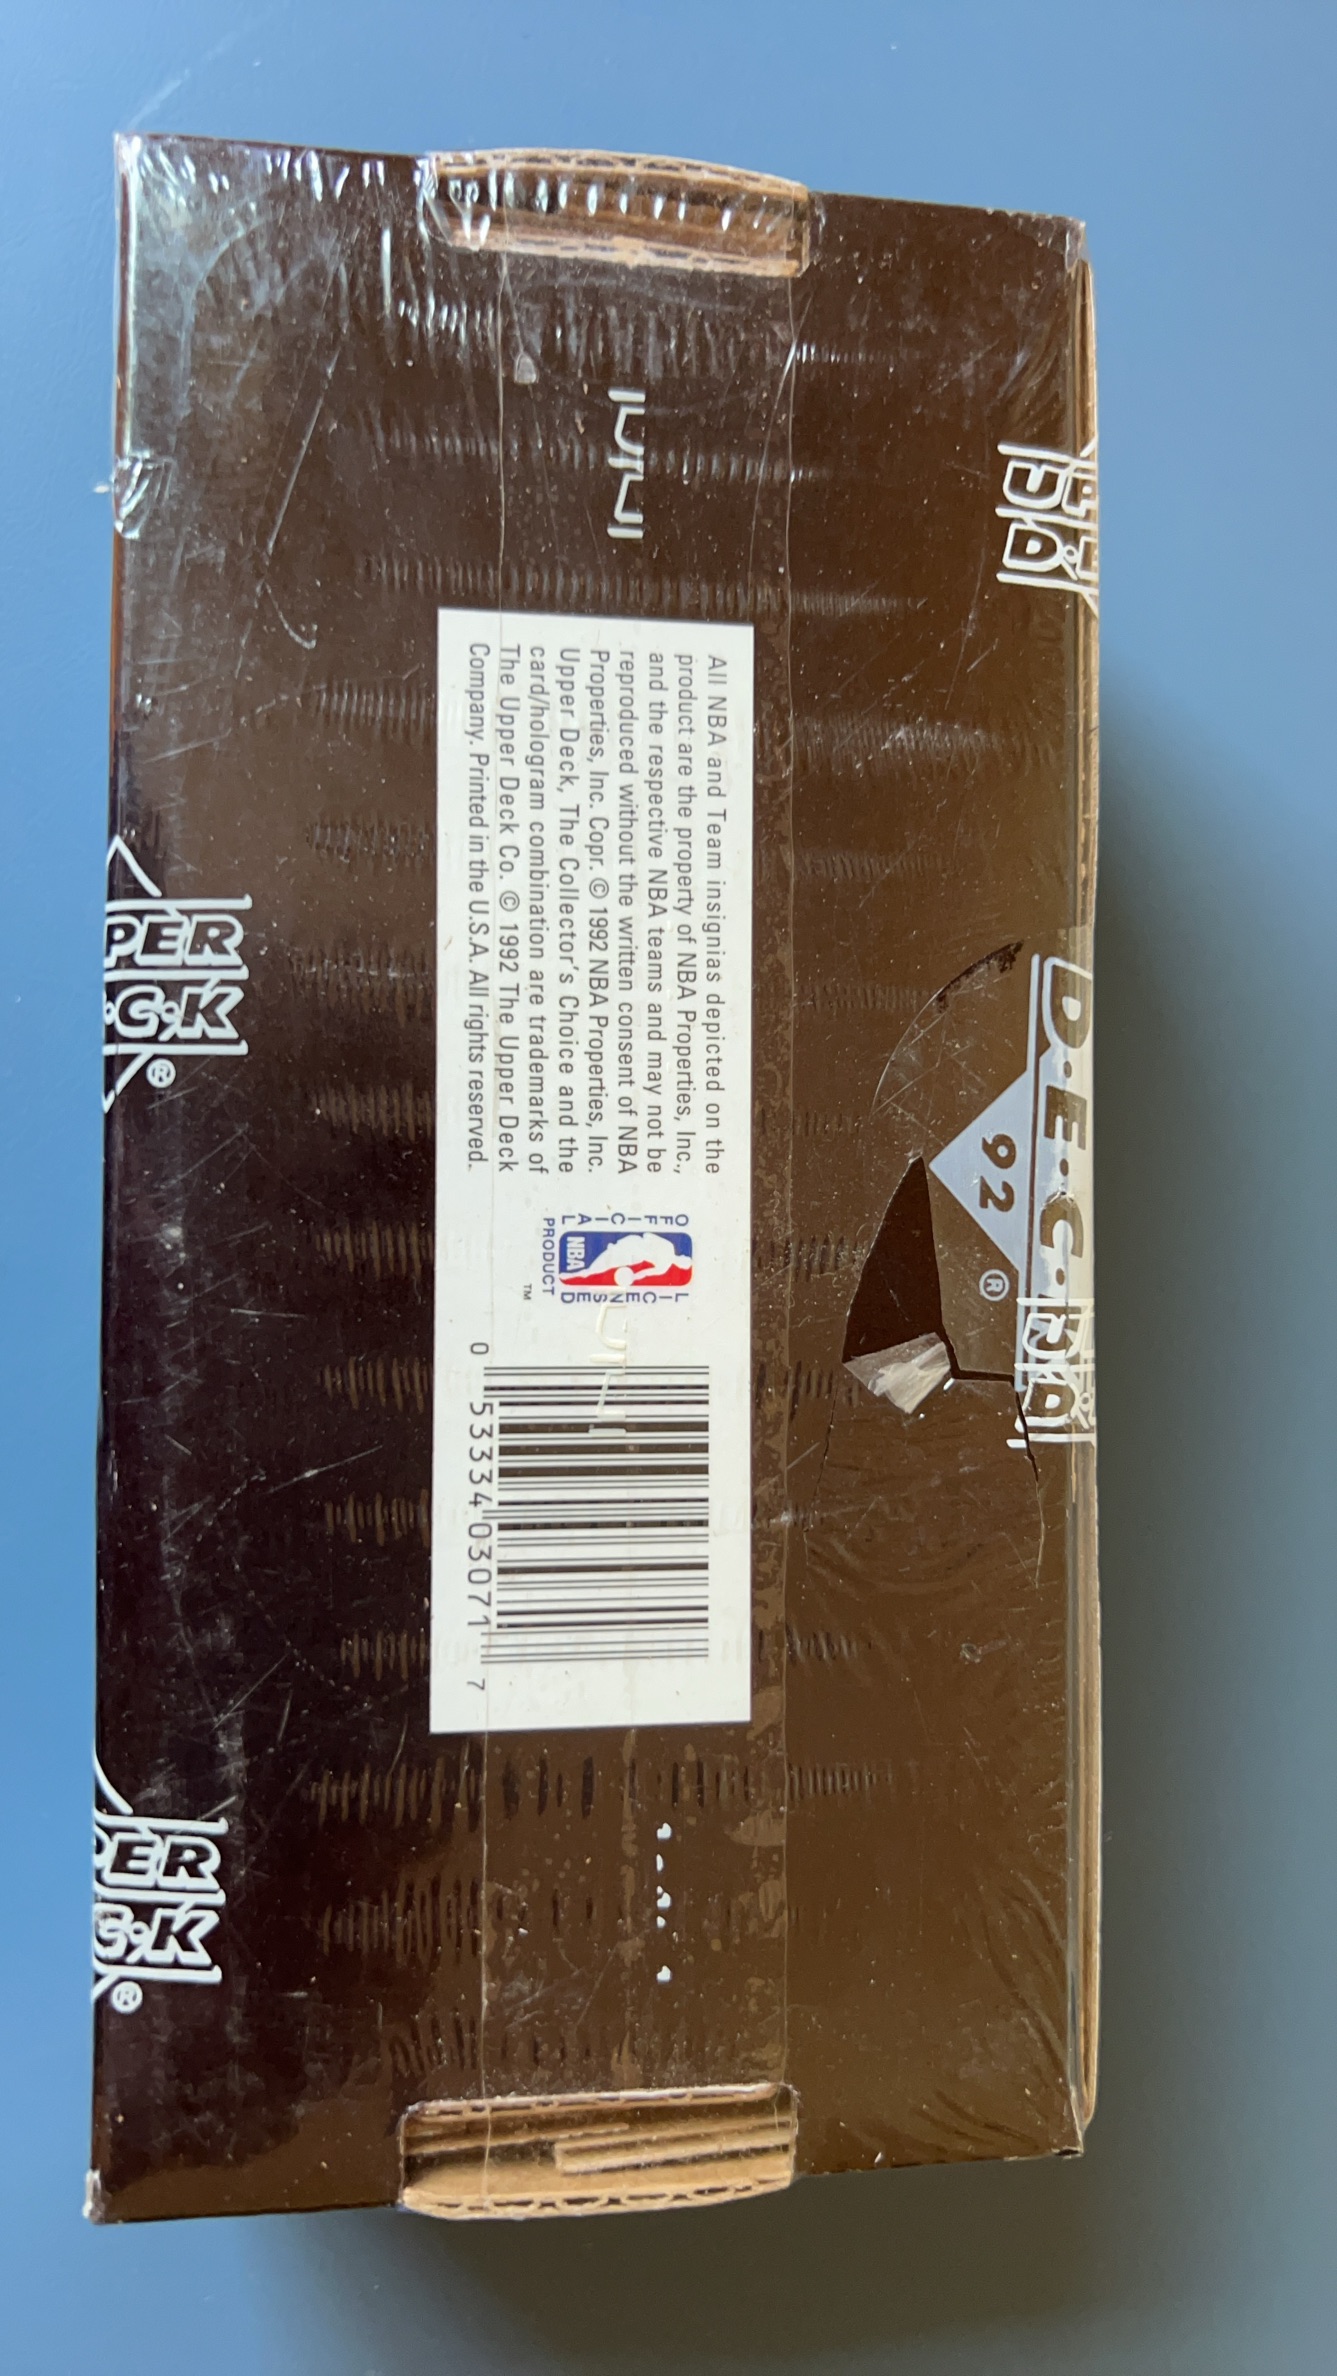 All NBA and Team insignias depicted on the
product are the property of NBA Properties, Inc.,
and the respective NBA teams and may not be
reproduced without the written consent of NBA
Properties, Inc. Copr. © 1992 NBA Properties, Inc.
Upper Deck, The Collector's Choice and the
card/hologram combination are trademarks of
The Upper Deck Co. © 1992 The Upper Deck
Company. Printed in the U.S.A. All rights reserved.
OFFICIAL LICENSED
NBA
PRODUCT
™
0 53334 03071 7
D·E·C·
92
®
PER
·C·K®
PER
C·K®